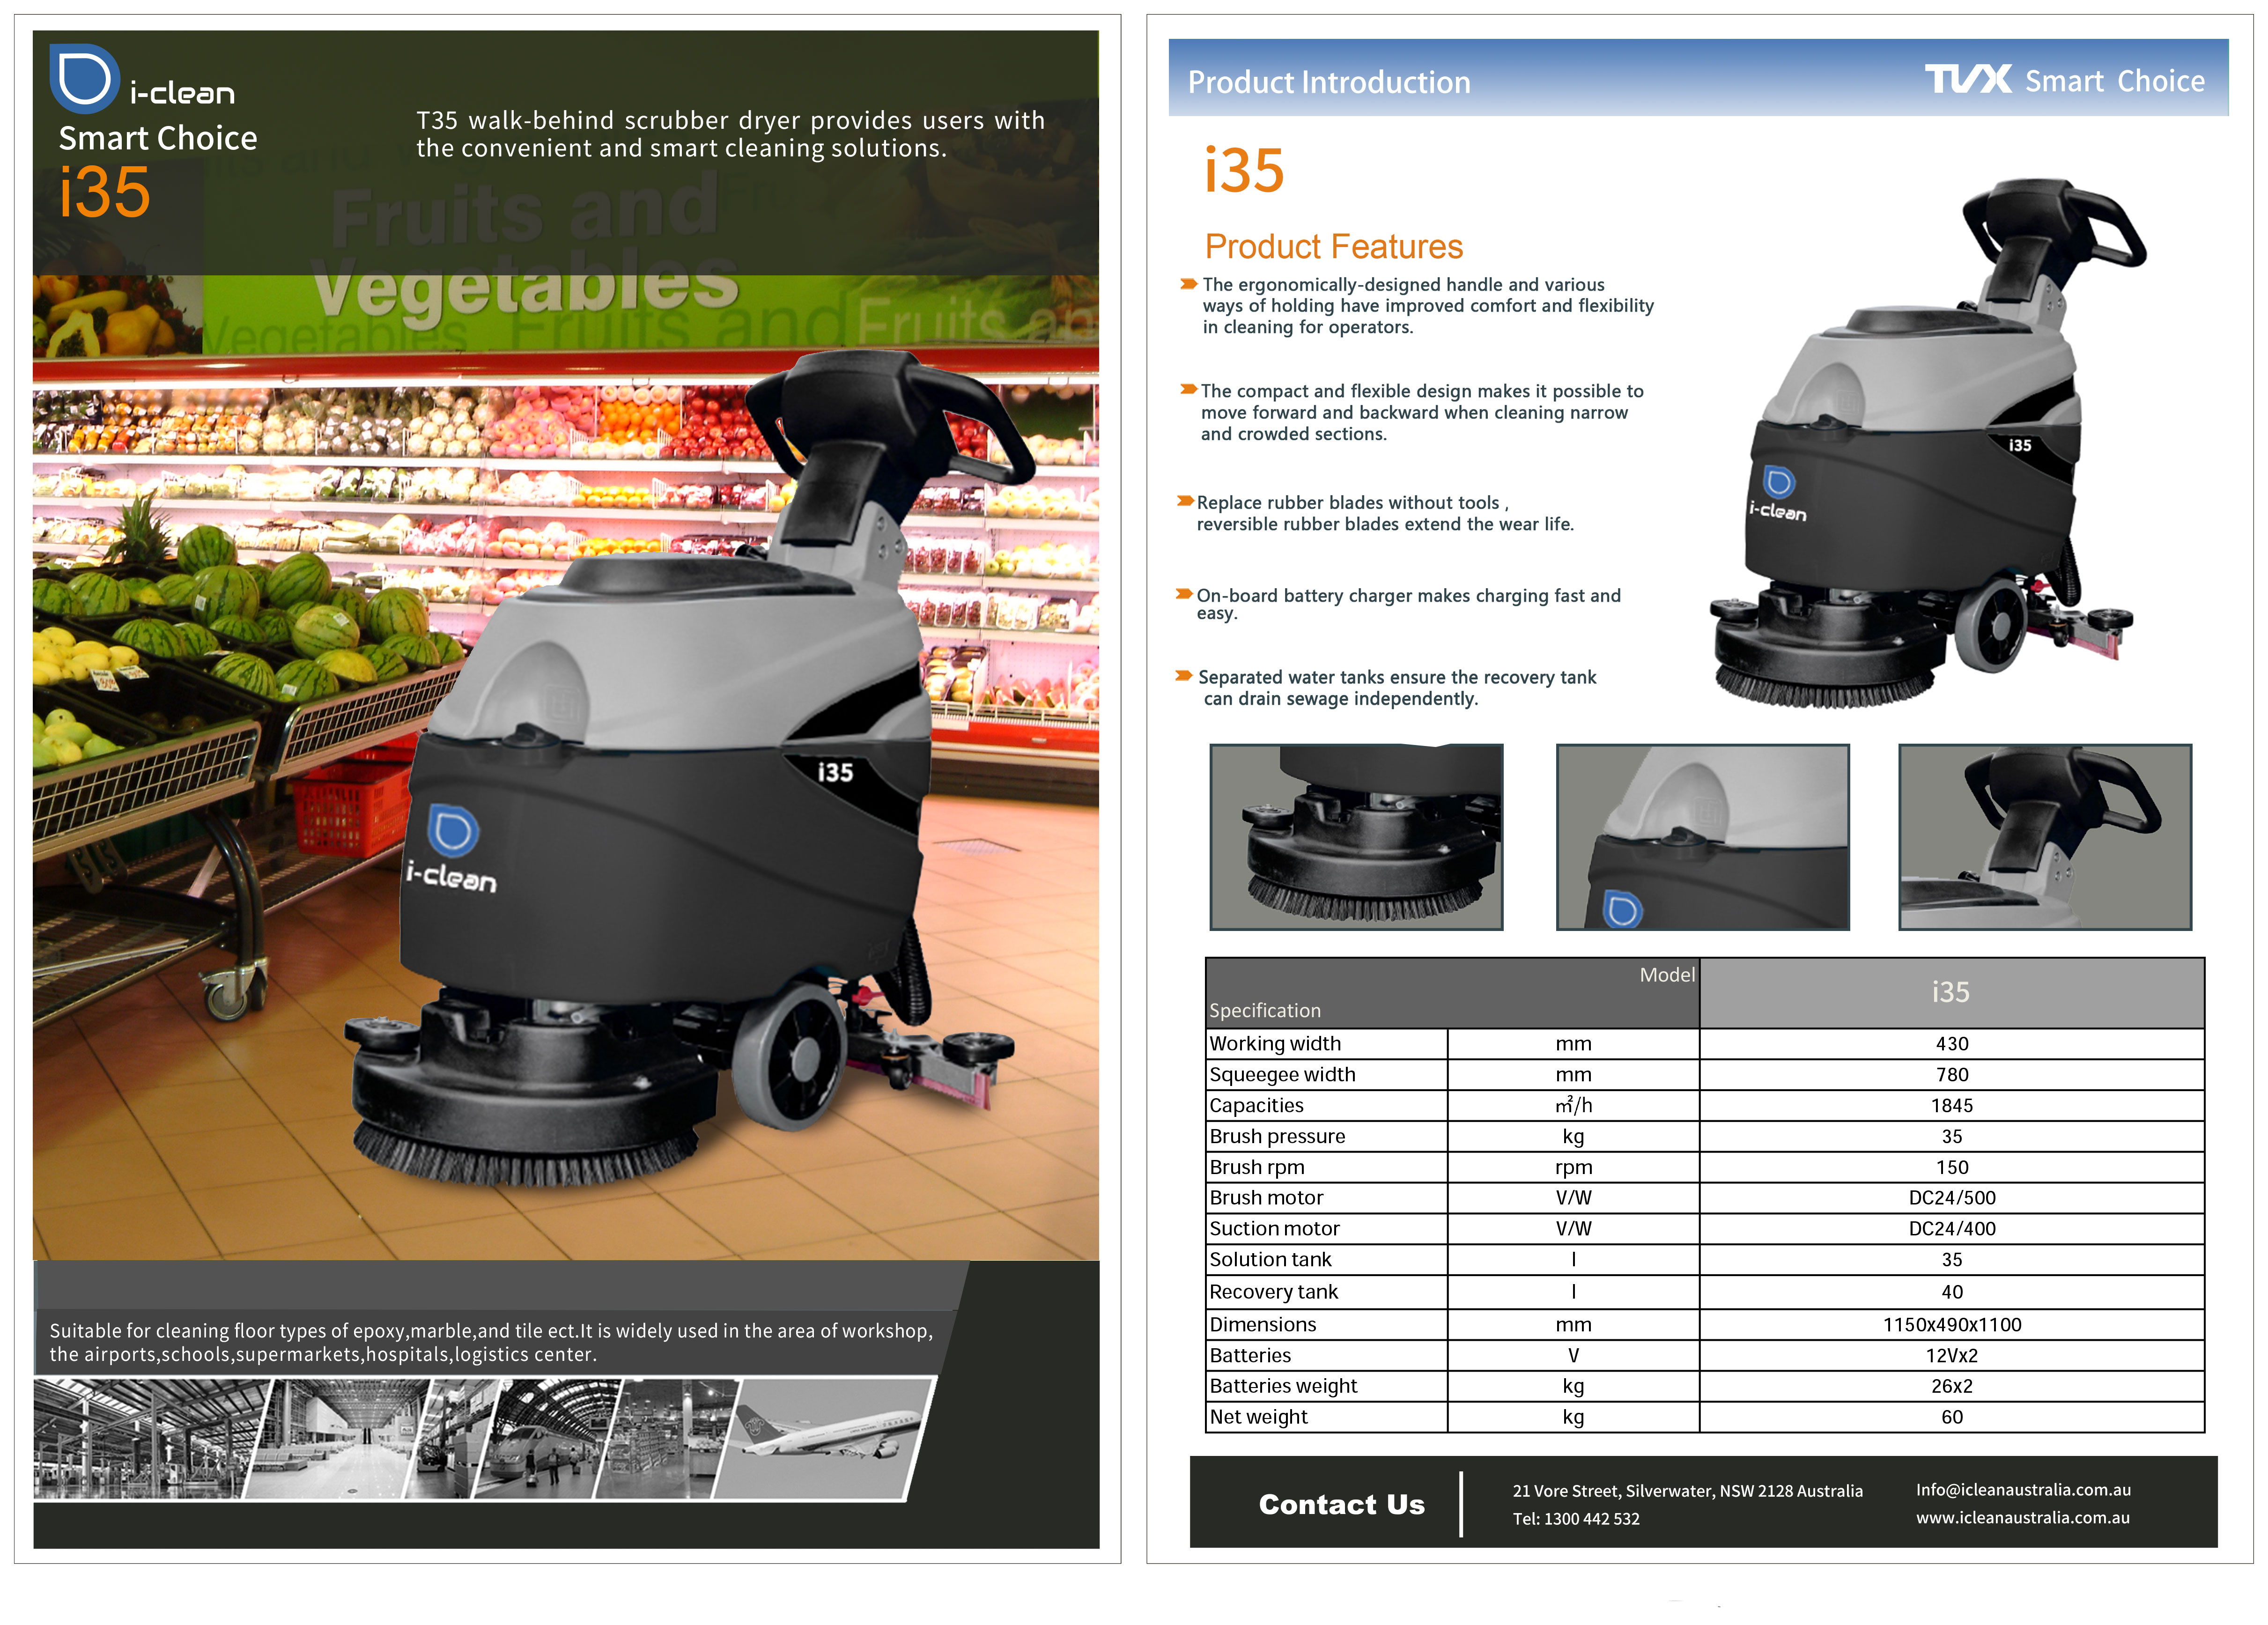 i-clean
Smart Choice
i35
T35 walk-behind scrubber dryer provides users with
the convenient and smart cleaning solutions.
Fruits and
Vegetables
Vegetables Fruits and Fruits an
i35
i-clean
Suitable for cleaning floor types of epoxy,marble,and tile ect.It is widely used in the area of workshop,
the airports,schools,supermarkets,hospitals,logistics center.
Product Introduction
TVX Smart Choice
i35
Product Features
The ergonomically-designed handle and various
ways of holding have improved comfort and flexibility
in cleaning for operators.
The compact and flexible design makes it possible to
move forward and backward when cleaning narrow
and crowded sections.
Replace rubber blades without tools ,
reversible rubber blades extend the wear life.
On-board battery charger makes charging fast and
easy.
Separated water tanks ensure the recovery tank
can drain sewage independently.
i35
i-clean
Model
Specification
i35
Working width mm 430
Squeegee width mm 780
Capacities ㎡/h 1845
Brush pressure kg 35
Brush rpm rpm 150
Brush motor V/W DC24/500
Suction motor V/W DC24/400
Solution tank l 35
Recovery tank l 40
Dimensions mm 1150x490x1100
Batteries V 12Vx2
Batteries weight kg 26x2
Net weight kg 60
Contact Us
21 Vore Street, Silverwater, NSW 2128 Australia
Tel: 1300 442 532
Info@icleanaustralia.com.au
www.icleanaustralia.com.au